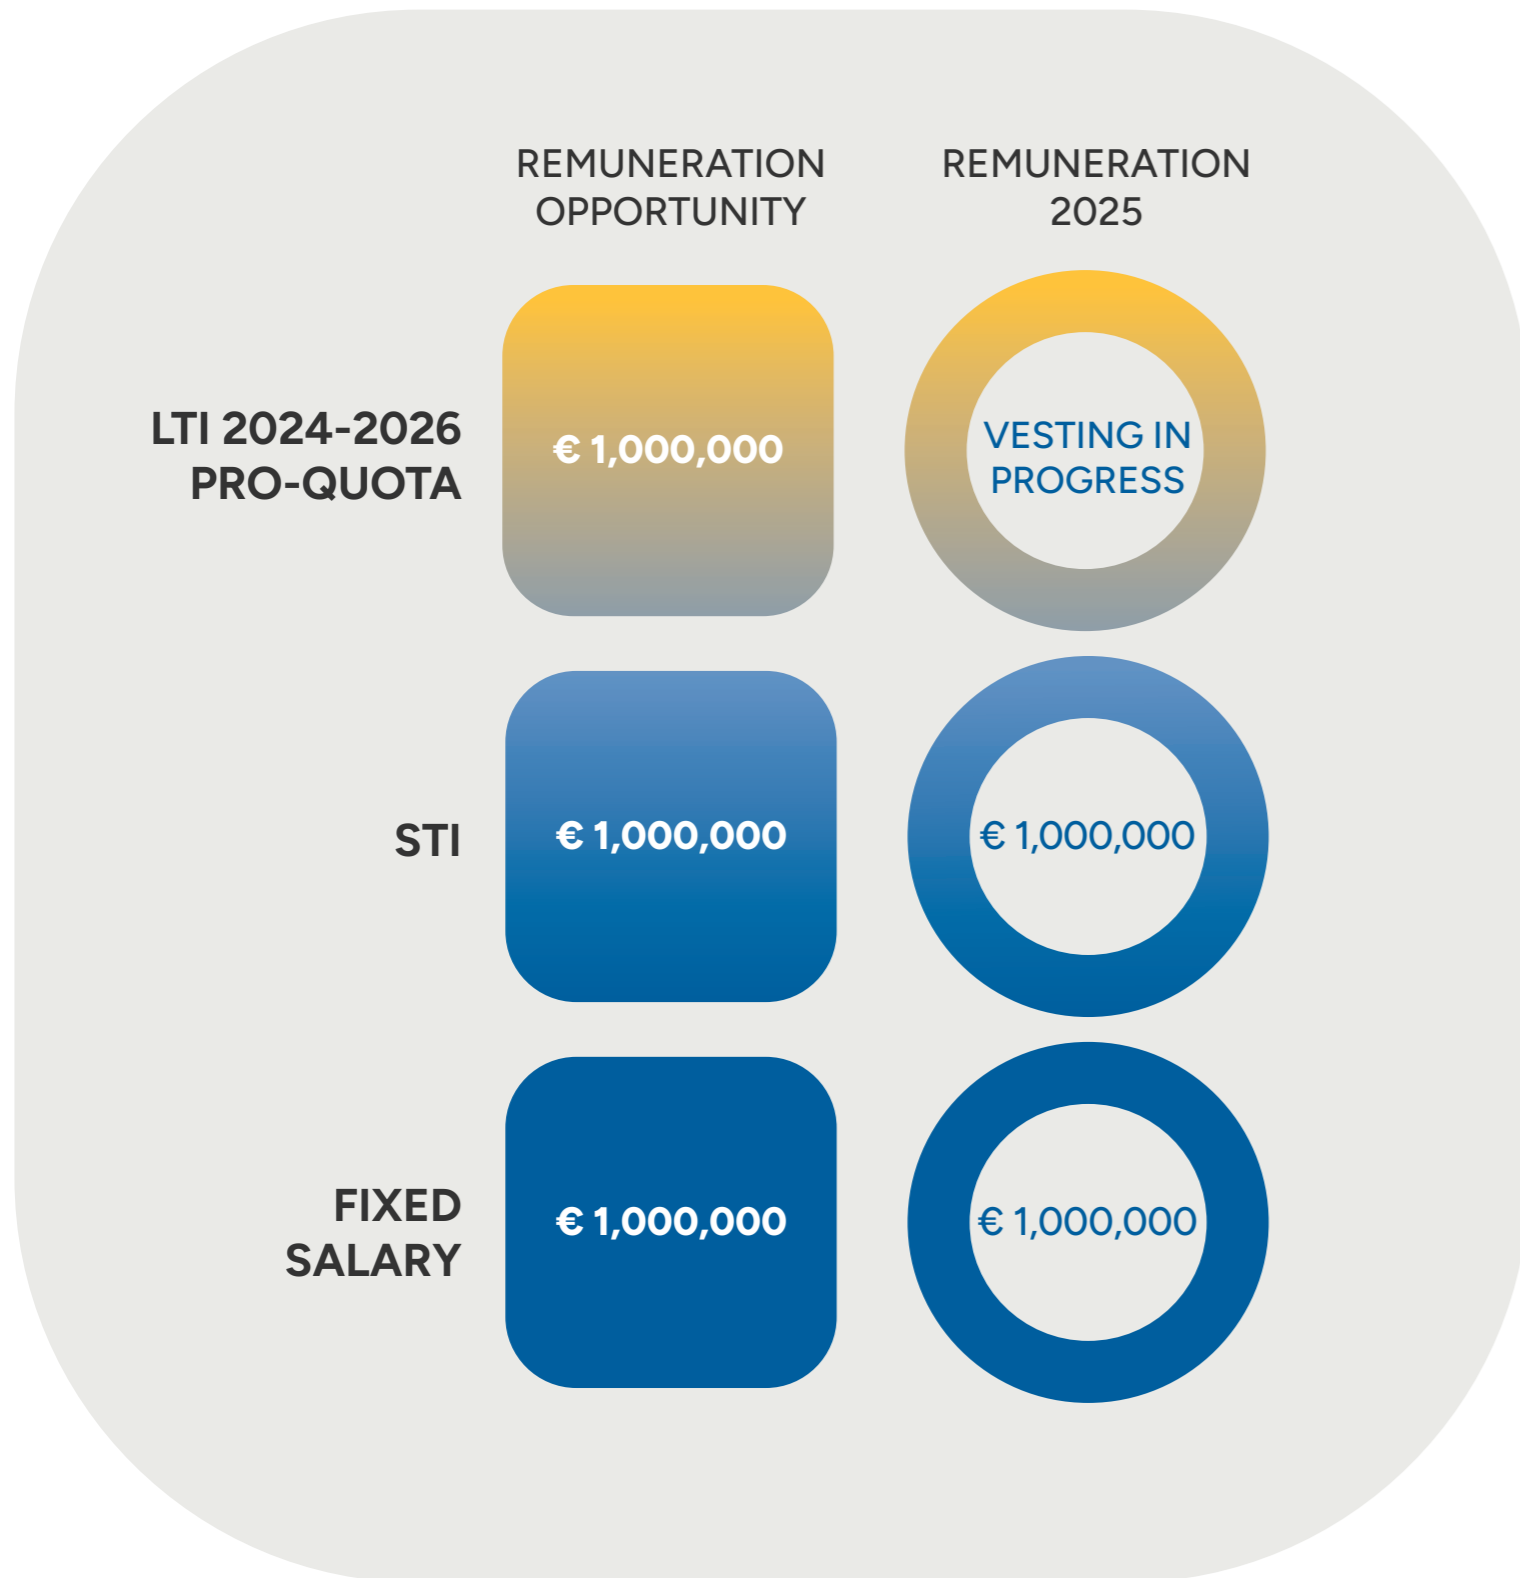 REMUNERATION
OPPORTUNITY
REMUNERATION
2025
LTI 2024-2026
PRO-QUOTA
€ 1,000,000
VESTING IN
PROGRESS
STI
€ 1,000,000
€ 1,000,000
FIXED
SALARY
€ 1,000,000
€ 1,000,000